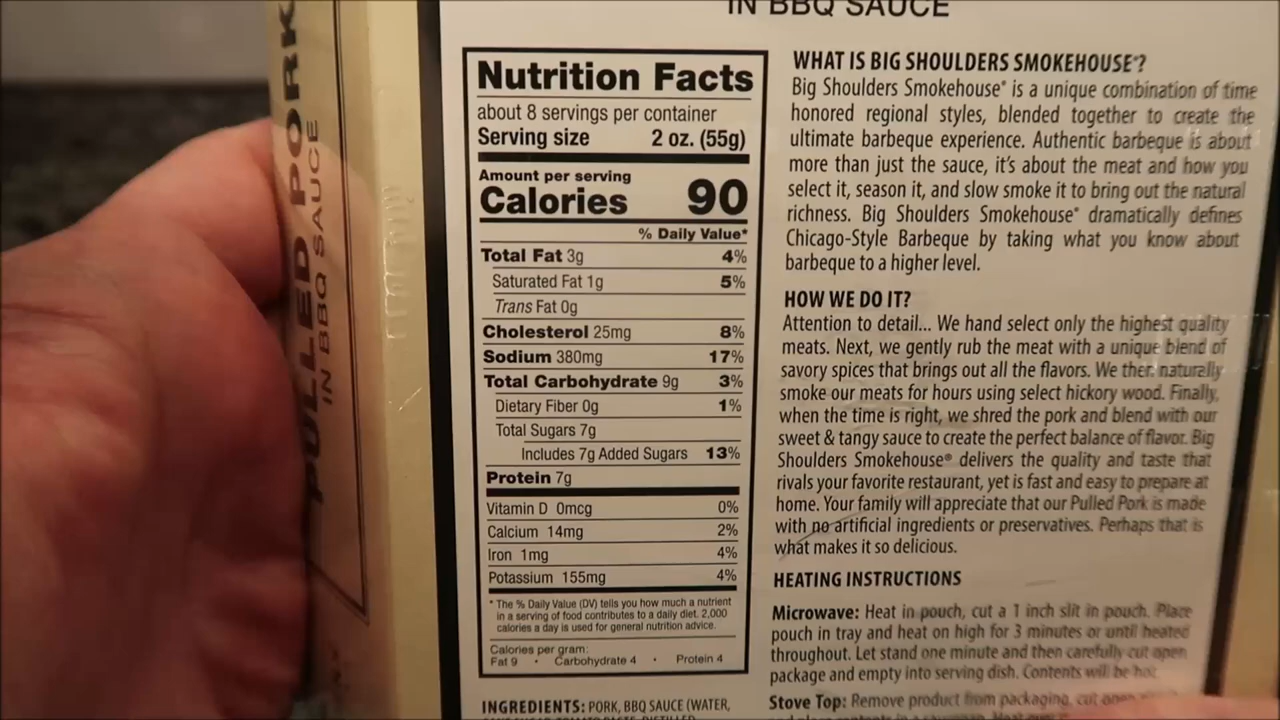 IN BBQ SAUCE
PULLED PORK
IN BBQ SAUCE
Nutrition Facts
about 8 servings per container
Serving size 2 oz. (55g)
Amount per serving
Calories 90
% Daily Value*
Total Fat 3g 4%
Saturated Fat 1g 5%
Trans Fat 0g
Cholesterol 25mg 8%
Sodium 380mg 17%
Total Carbohydrate 9g 3%
Dietary Fiber 0g 1%
Total Sugars 7g
Includes 7g Added Sugars 13%
Protein 7g
Vitamin D 0mcg 0%
Calcium 14mg 2%
Iron 1mg 4%
Potassium 155mg 4%
* The % Daily Value (DV) tells you how much a nutrient
in a serving of food contributes to a daily diet. 2,000
calories a day is used for general nutrition advice.
Calories per gram:
Fat 9 • Carbohydrate 4 • Protein 4
INGREDIENTS: PORK, BBQ SAUCE (WATER,
WHAT IS BIG SHOULDERS SMOKEHOUSE®?
Big Shoulders Smokehouse® is a unique combination of time
honored regional styles, blended together to create the
ultimate barbeque experience. Authentic barbeque is about
more than just the sauce, it's about the meat and how you
select it, season it, and slow smoke it to bring out the natural
richness. Big Shoulders Smokehouse® dramatically defines
Chicago-Style Barbeque by taking what you know about
barbeque to a higher level.
HOW WE DO IT?
Attention to detail... We hand select only the highest quality
meats. Next, we gently rub the meat with a unique blend of
savory spices that brings out all the flavors. We then naturally
smoke our meats for hours using select hickory wood. Finally,
when the time is right, we shred the pork and blend with our
sweet & tangy sauce to create the perfect balance of flavor. Big
Shoulders Smokehouse® delivers the quality and taste that
rivals your favorite restaurant, yet is fast and easy to prepare at
home. Your family will appreciate that our Pulled Pork is made
with no artificial ingredients or preservatives. Perhaps that is
what makes it so delicious.
HEATING INSTRUCTIONS
Microwave: Heat in pouch, cut a 1 inch slit in pouch. Place
pouch in tray and heat on high for 3 minutes or until heated
throughout. Let stand one minute and then carefully cut open
package and empty into serving dish. Contents will be hot.
Stove Top: Remove product from packaging, cut open